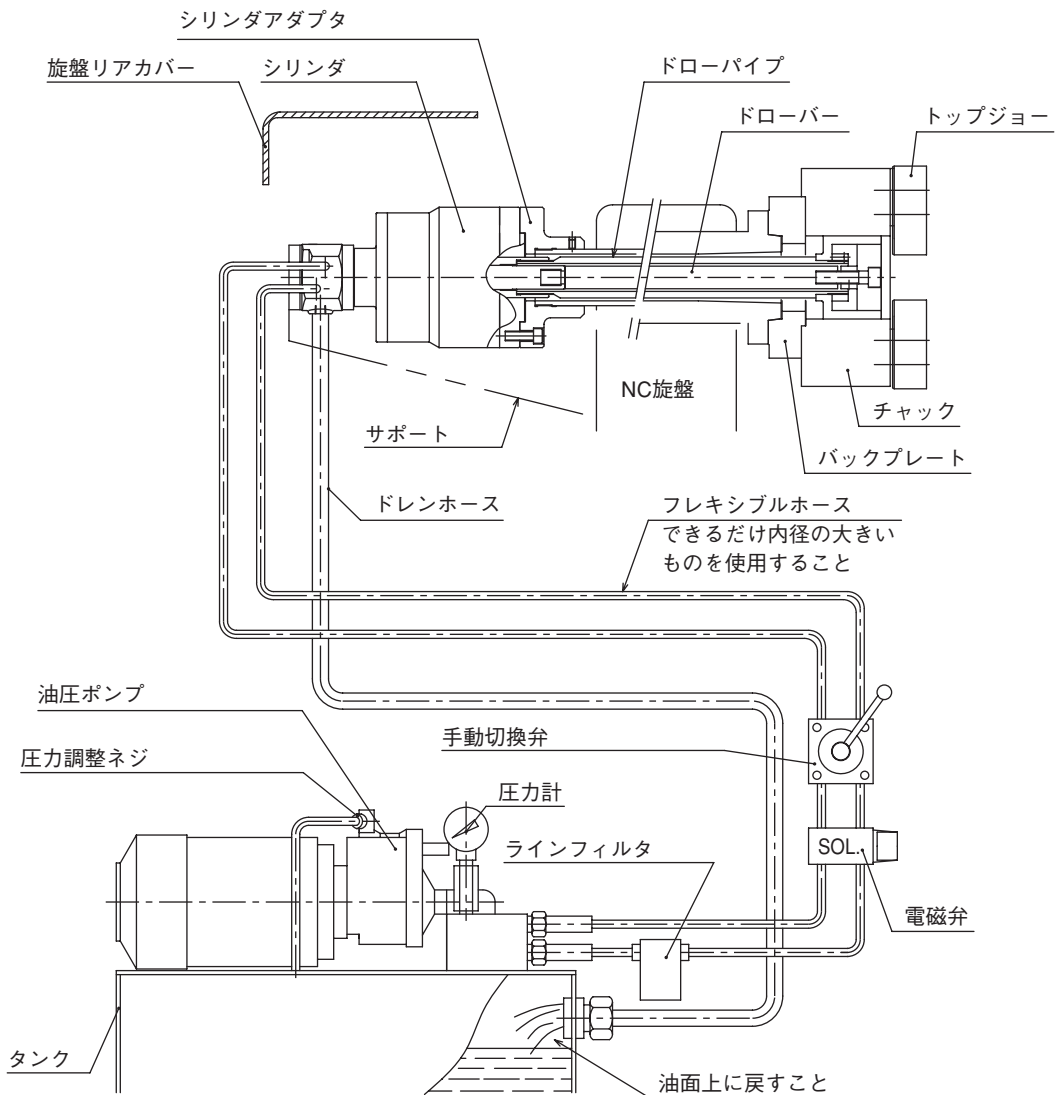 シリンダアダプタ
旋盤リアカバー
シリンダ
ドローパイプ
ドローバー
トップジョー
NC旋盤
チャック
サポート
バックプレート
ドレンホース
フレキシブルホース
できるだけ内径の大きい
ものを使用すること
油圧ポンプ
手動切換弁
圧力調整ネジ
圧力計
ラインフィルタ
SOL.
電磁弁
タンク
油面上に戻すこと